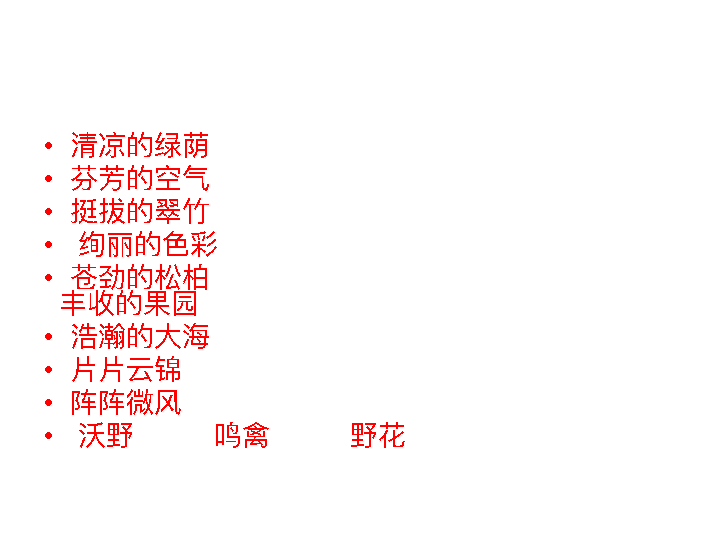 • 清凉的绿荫
• 芬芳的空气
• 挺拔的翠竹
• 绚丽的色彩
• 苍劲的松柏
丰收的果园
• 浩瀚的大海
• 片片云锦
• 阵阵微风
• 沃野 鸣禽 野花